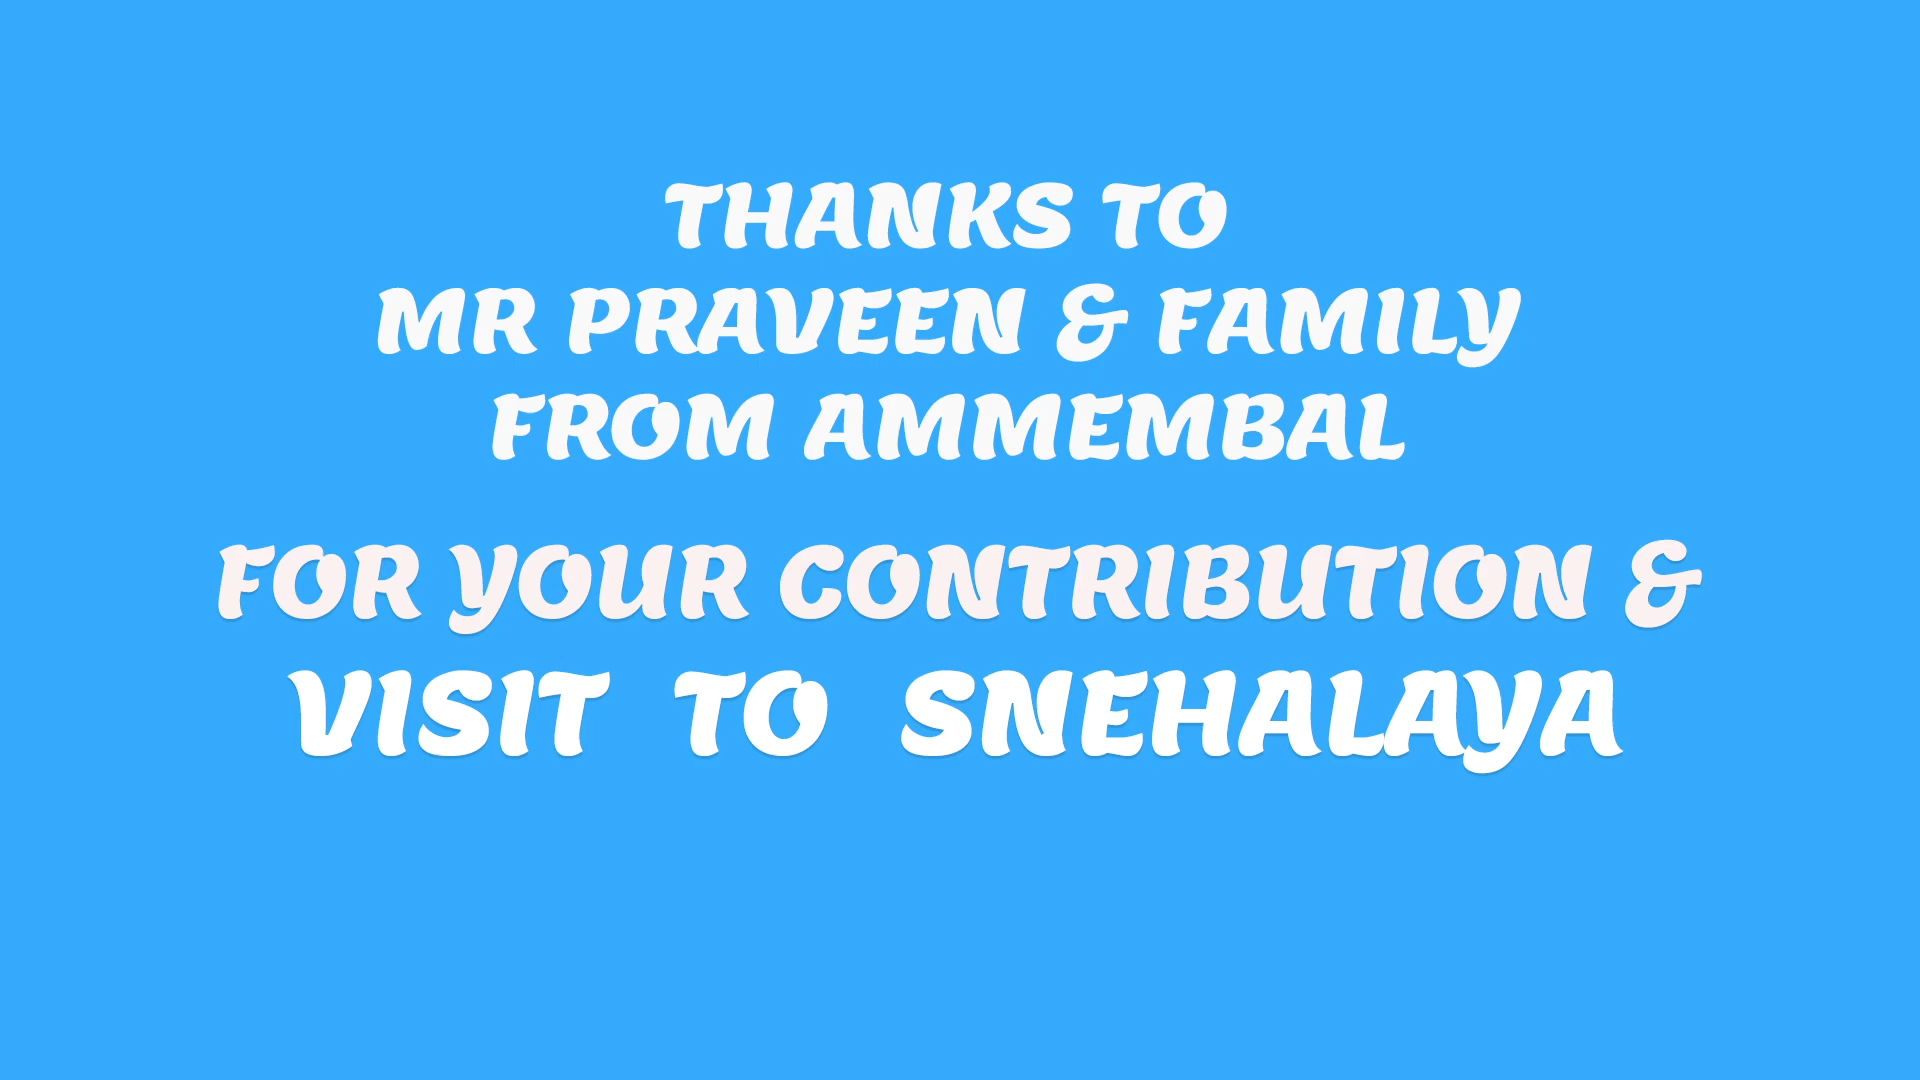 THANKS TO
MR PRAVEEN & FAMILY
FROM AMMEMBAL
FOR YOUR CONTRIBUTION &
VISIT TO SNEHALAYA